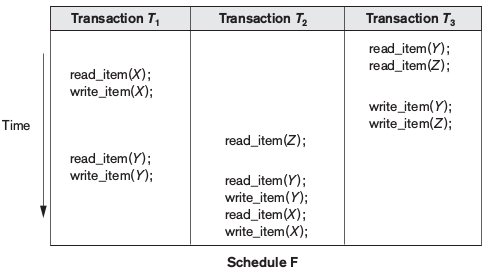 Transaction T1 Transaction T2 Transaction T3
read_item(Y);
read_item(Z);
read_item(X);
write_item(X);
write_item(Y);
write_item(Z);
Time
read_item(Z);
read_item(Y);
write_item(Y);
read_item(Y);
write_item(Y);
read_item(X);
write_item(X);
Schedule F